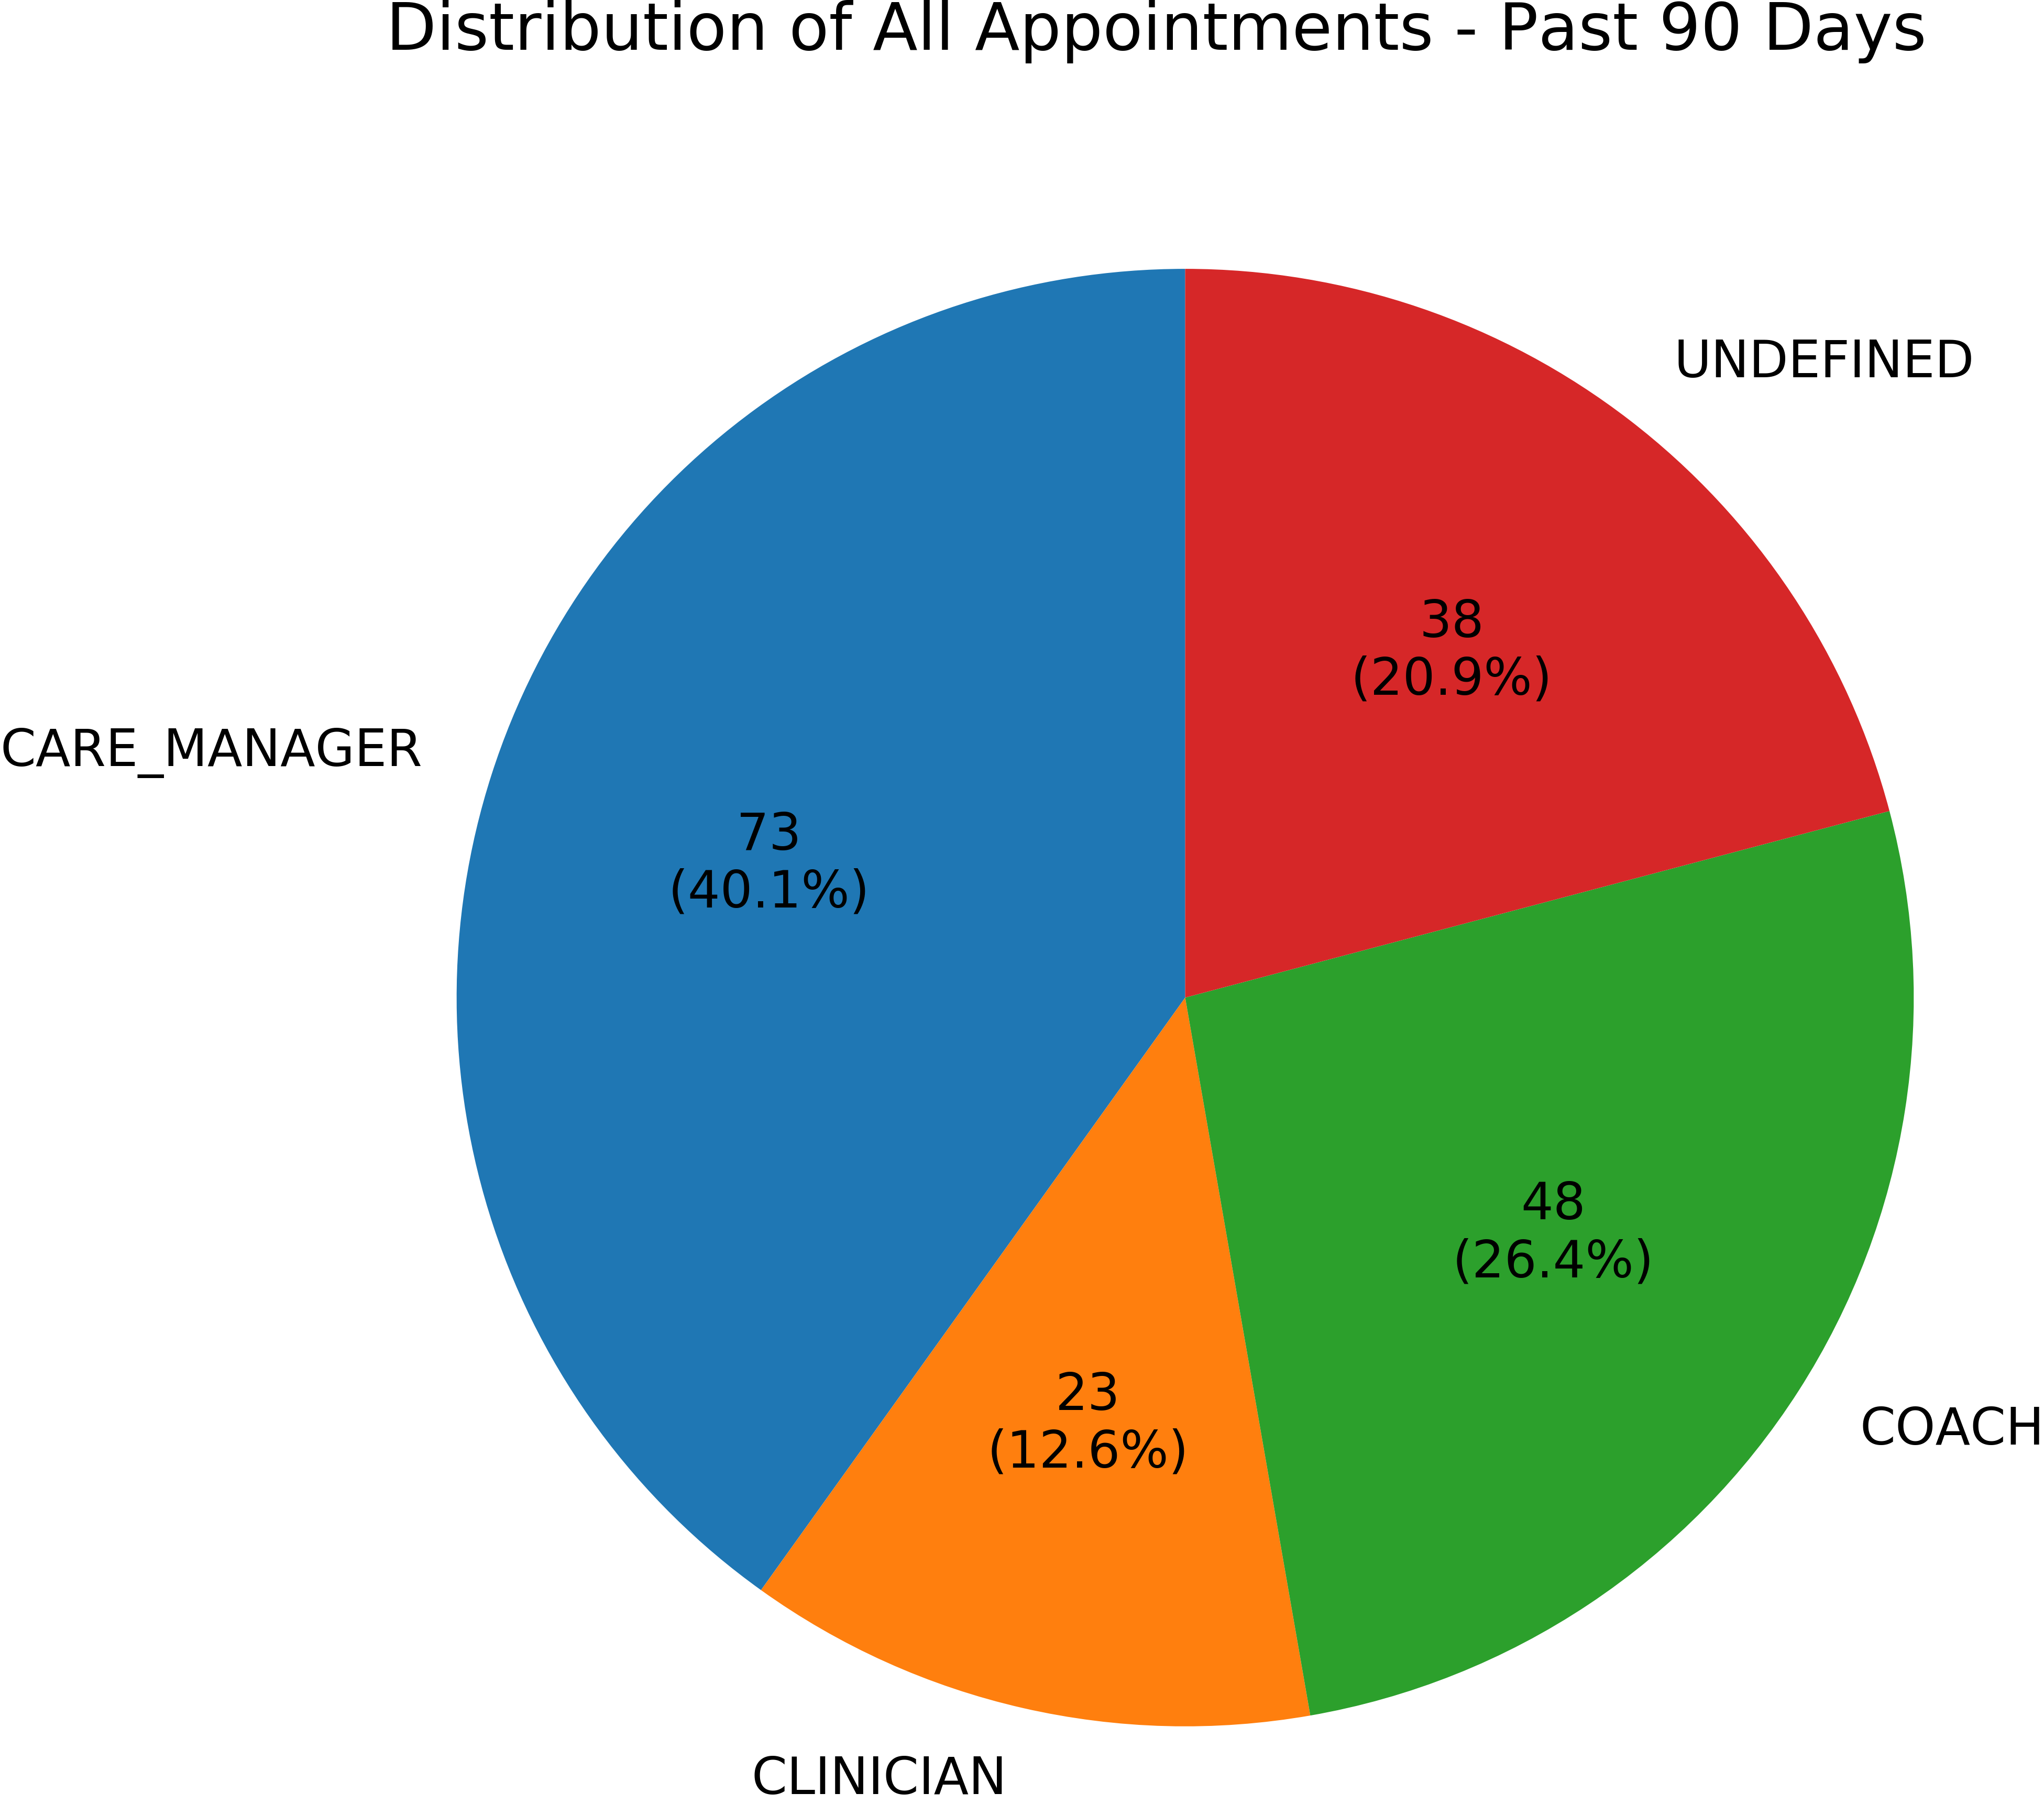 Distribution of All Appointments - Past 90 Days
UNDEFINED
38
(20.9%)
CARE_MANAGER
73
(40.1%)
48
(26.4%)
23
(12.6%)
COACH
CLINICIAN